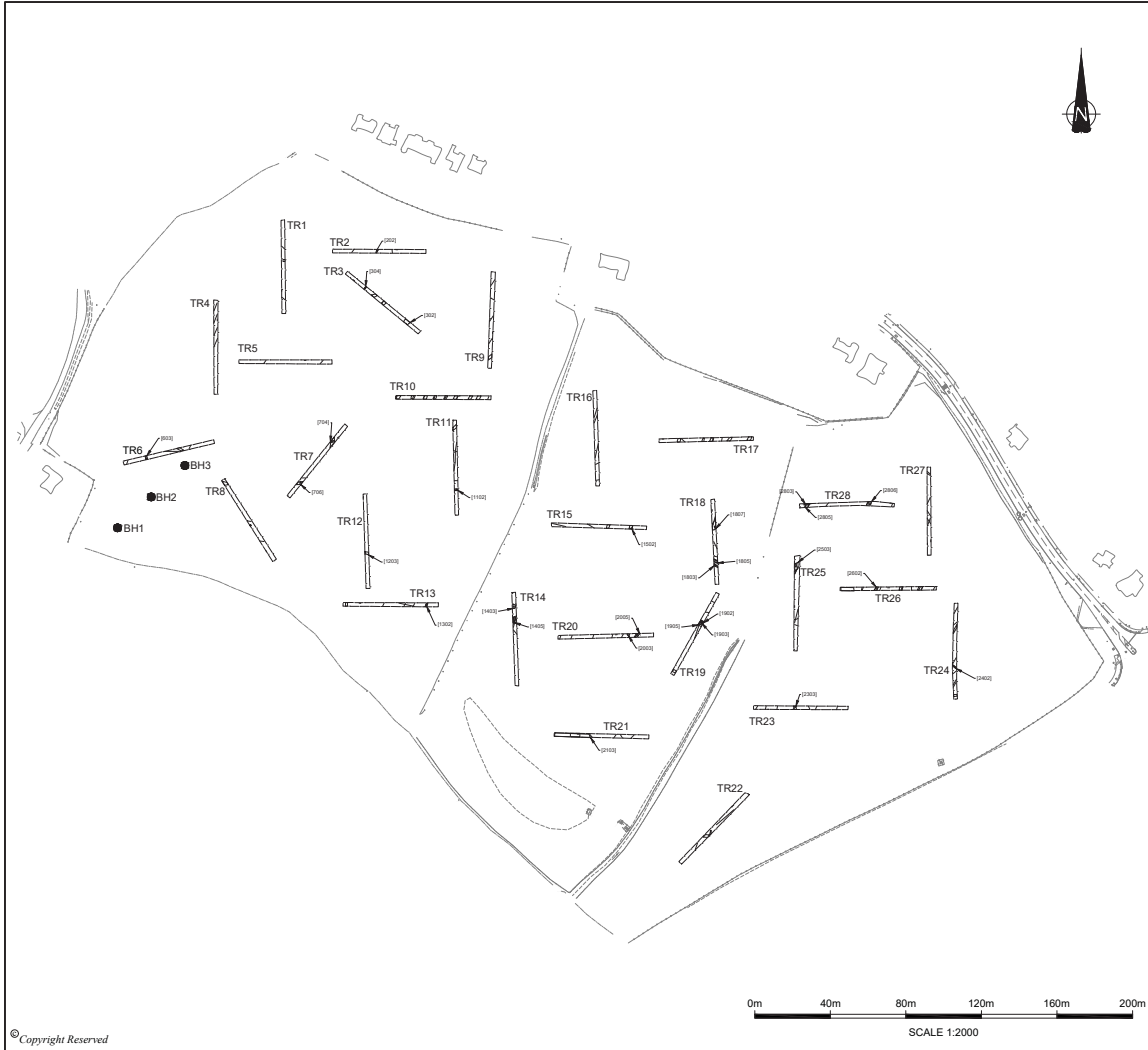 N
TR1
TR2
[202]
TR3
[304]
[302]
TR4
TR5
TR9
TR10
TR11
[1102]
TR16
TR17
TR6
[603]
BH3
BH2
BH1
TR7
[704]
[706]
TR8
TR12
[1203]
TR13
[1302]
TR15
[1502]
TR18
[1807]
[1803]
[1805]
TR27
TR28
[2803]
[2805]
[2806]
[2503]
TR25
[2602]
TR26
TR14
[1403]
[1405]
TR20
[2005]
[2003]
[1902]
[1905]
[1903]
TR19
TR24
[2402]
TR23
[2303]
TR21
[2103]
TR22
0m 40m 80m 120m 160m 200m
SCALE 1:2000
© Copyright Reserved